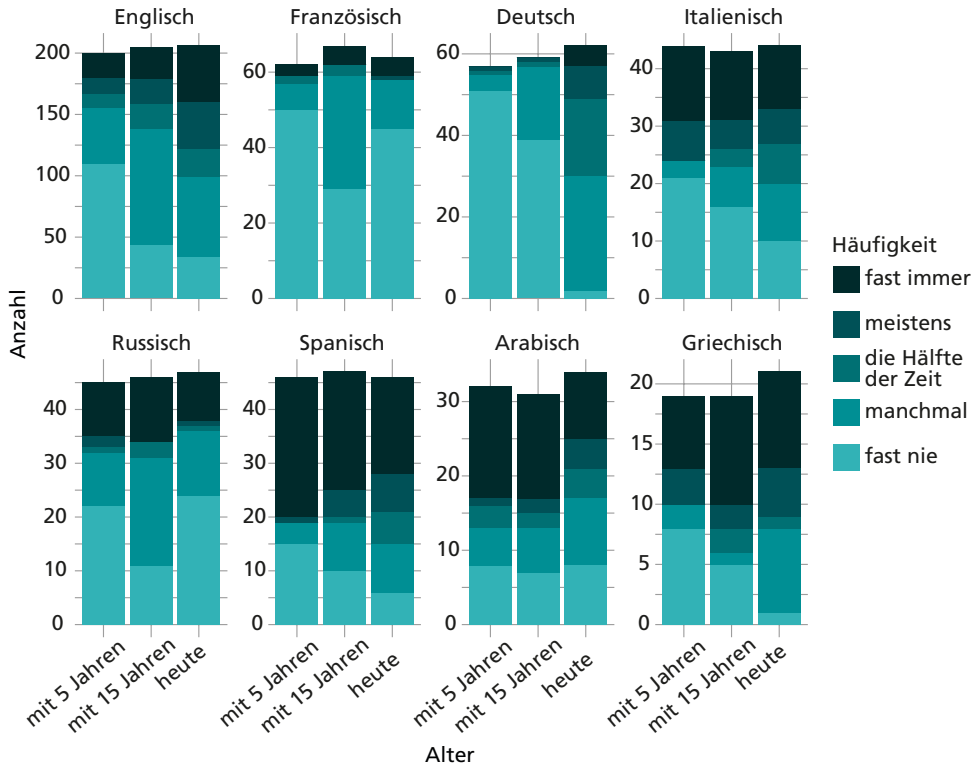 Englisch
Französisch
Deutsch
Italienisch
200
150
100
50
0
60
40
20
0
60
40
20
0
40
30
20
10
0
Anzahl
Russisch
Spanisch
Arabisch
Griechisch
40
30
20
10
0
40
30
20
10
0
30
20
10
0
20
15
10
5
0
mit 5 Jahren
mit 15 Jahren
heute
mit 5 Jahren
mit 15 Jahren
heute
mit 5 Jahren
mit 15 Jahren
heute
mit 5 Jahren
mit 15 Jahren
heute
Alter
Häufigkeit
fast immer
meistens
die Hälfte
der Zeit
manchmal
fast nie